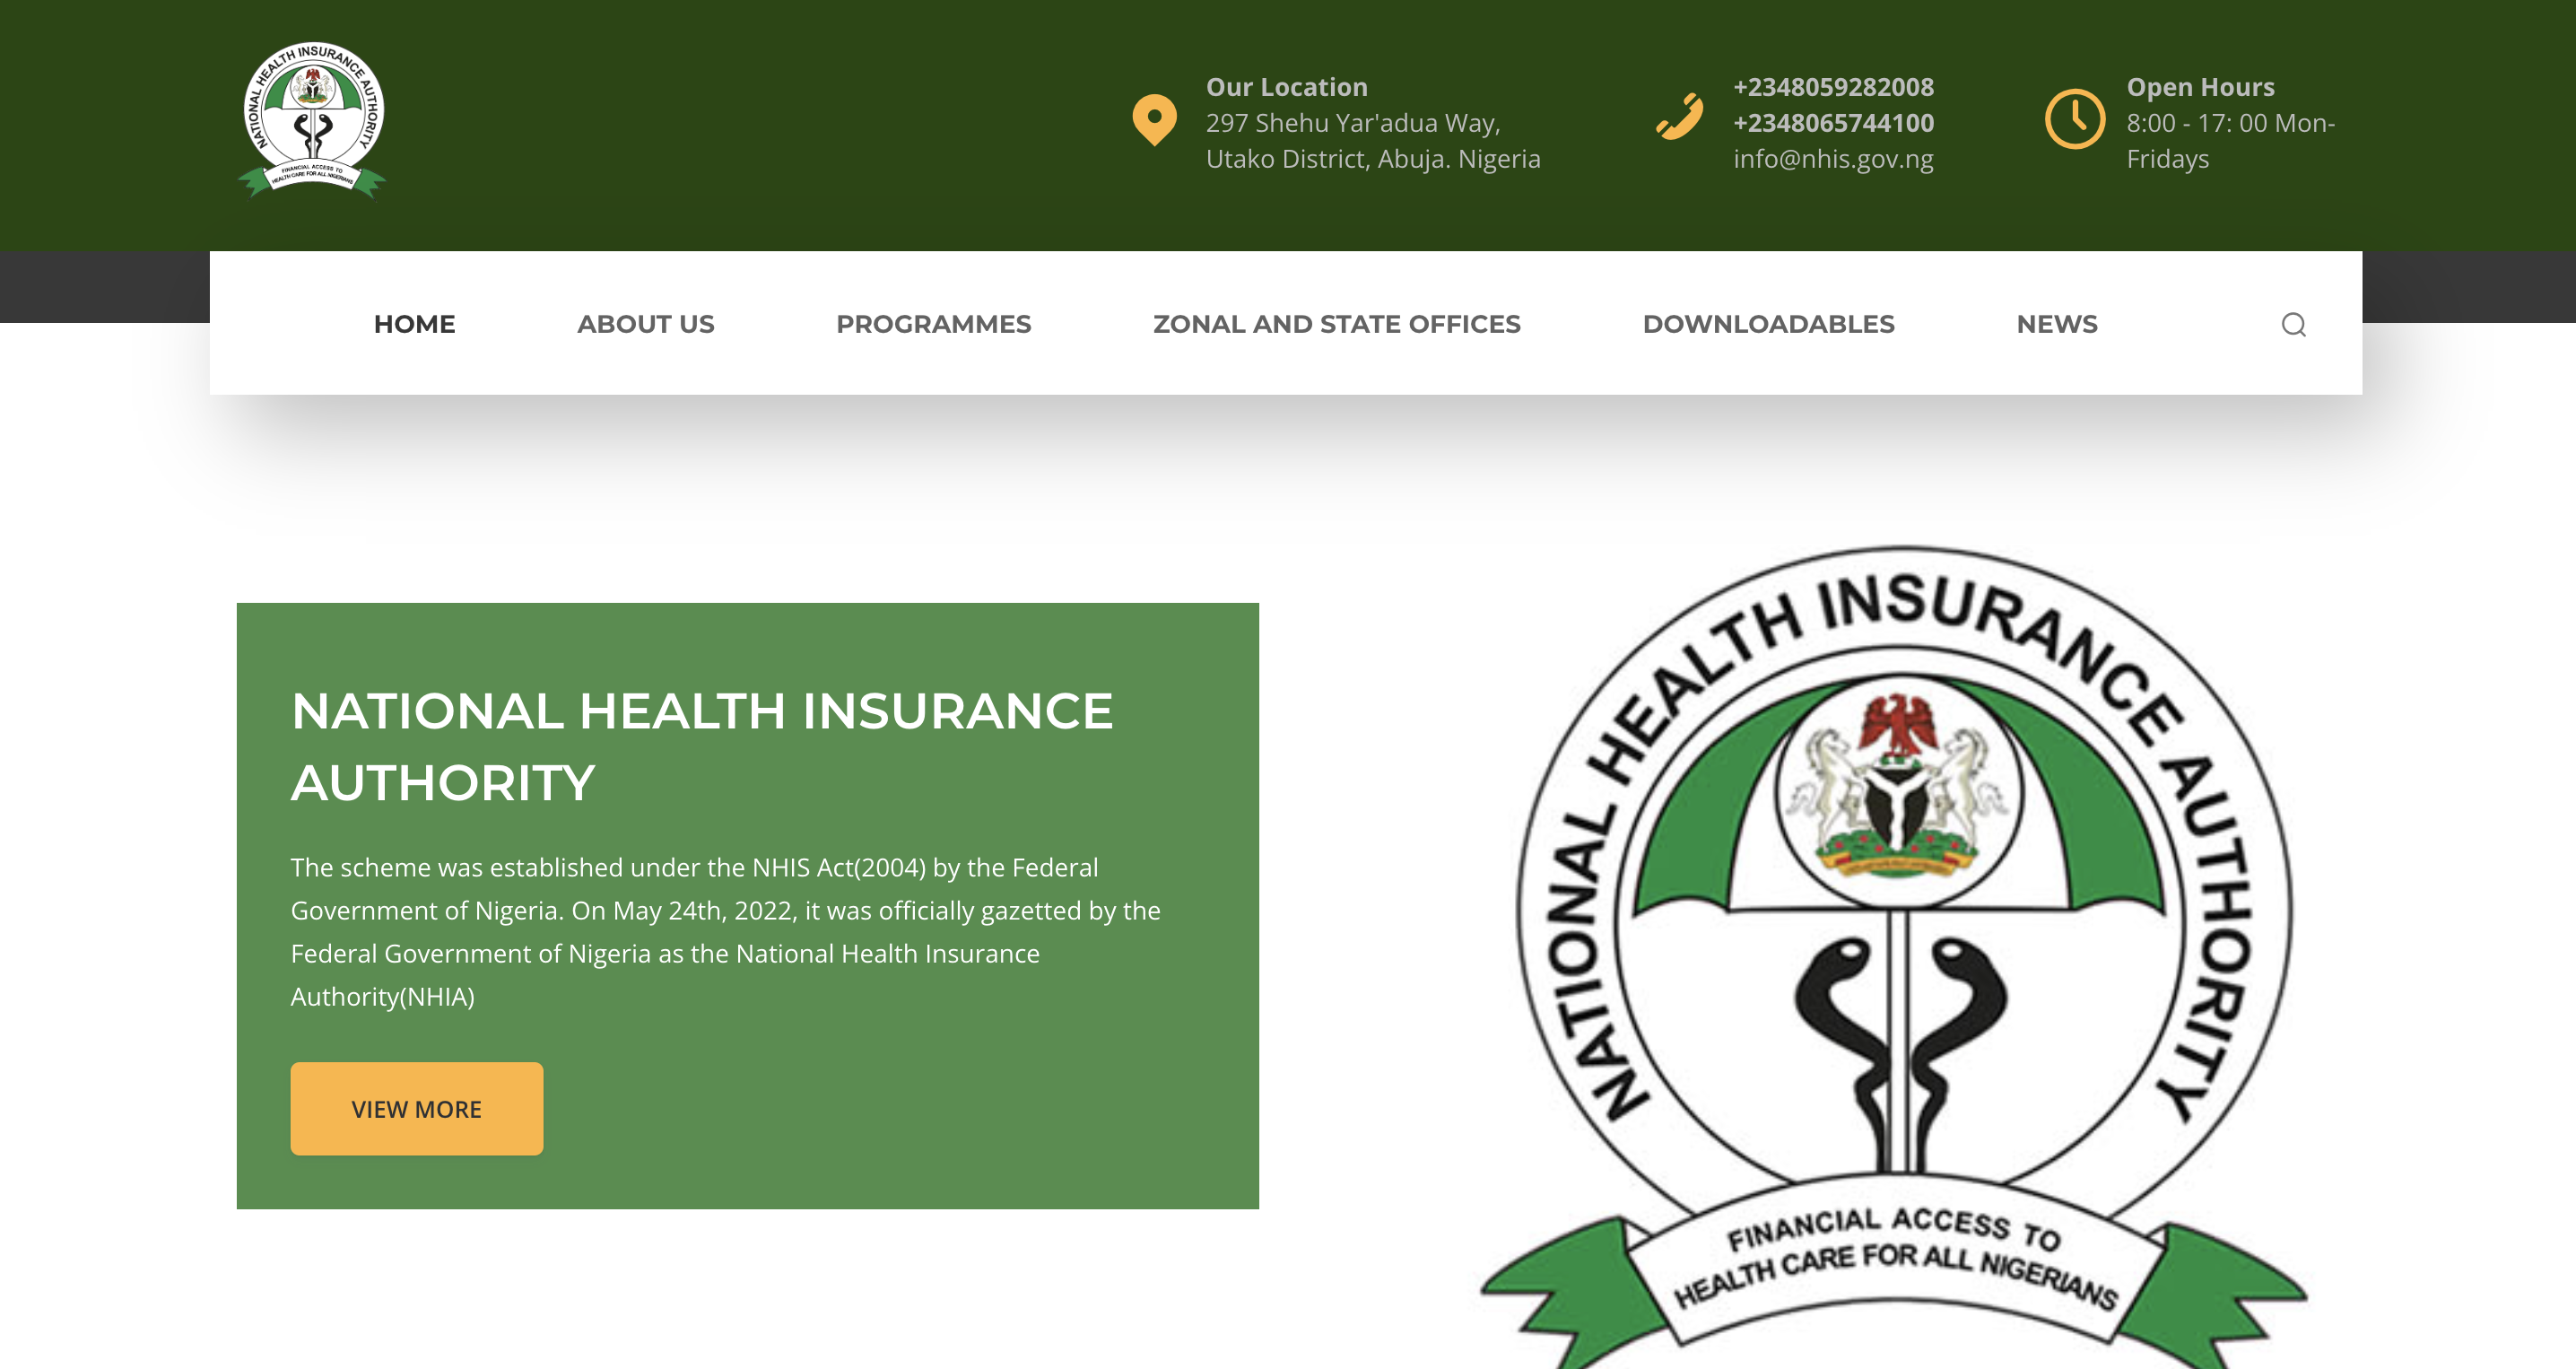 NATIONAL HEALTH INSURANCE AUTHORITY
FINANCIAL ACCESS TO
HEALTH CARE FOR ALL NIGERIANS
Our Location
297 Shehu Yar'adua Way,
Utako District, Abuja. Nigeria
+2348059282008
+2348065744100
info@nhis.gov.ng
Open Hours
8:00 - 17: 00 Mon-
Fridays
HOME
ABOUT US
PROGRAMMES
ZONAL AND STATE OFFICES
DOWNLOADABLES
NEWS
NATIONAL HEALTH INSURANCE
AUTHORITY
The scheme was established under the NHIS Act(2004) by the Federal
Government of Nigeria. On May 24th, 2022, it was officially gazetted by the
Federal Government of Nigeria as the National Health Insurance
Authority(NHIA)
VIEW MORE
NATIONAL HEALTH INSURANCE AUTHORITY
FINANCIAL ACCESS TO
HEALTH CARE FOR ALL NIGERIANS